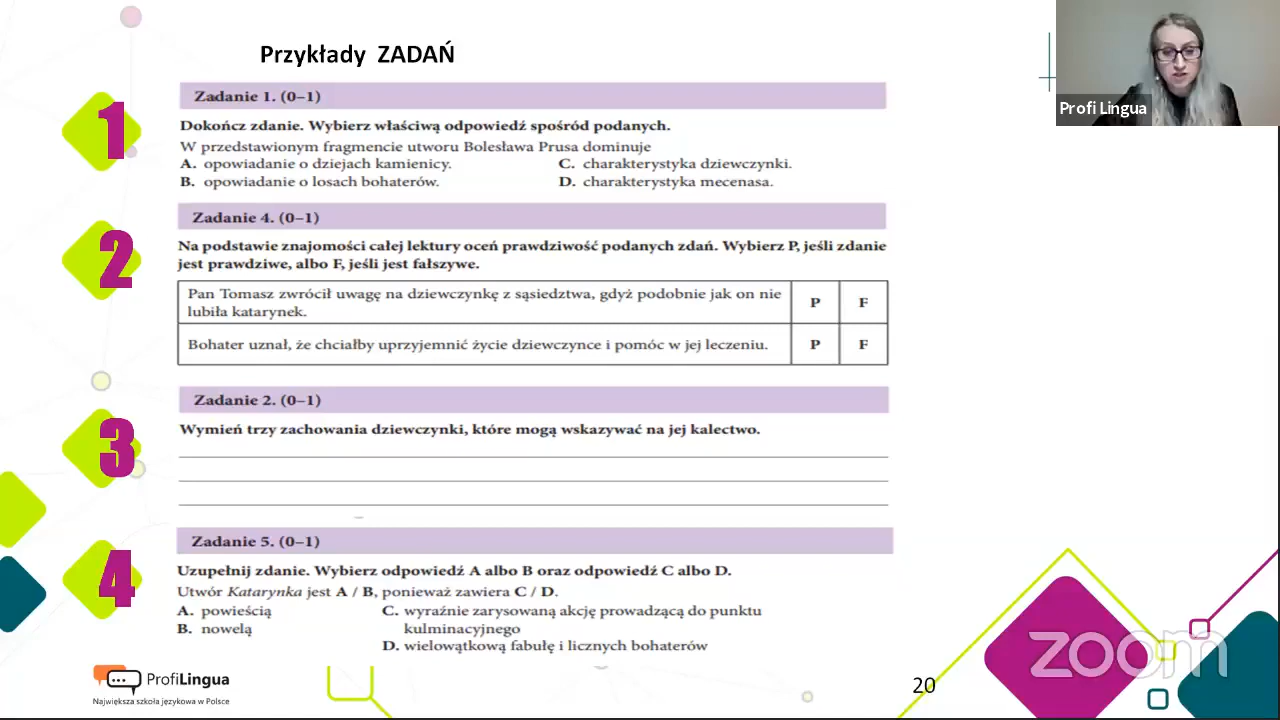 Przykłady ZADAŃ
Profi Lingua
1
Zadanie 1. (0–1)
Dokończ zdanie. Wybierz właściwą odpowiedź spośród podanych.
W przedstawionym fragmencie utworu Bolesława Prusa dominuje
A. opowiadanie o dziejach kamienicy. C. charakterystyka dziewczynki.
B. opowiadanie o losach bohaterów. D. charakterystyka mecenasa.
2
Zadanie 4. (0–1)
Na podstawie znajomości całej lektury oceń prawdziwość podanych zdań. Wybierz P, jeśli zdanie
jest prawdziwe, albo F, jeśli jest fałszywe.
Pan Tomasz zwrócił uwagę na dziewczynkę z sąsiedztwa, gdyż podobnie jak on nie
lubiła katarynek. P F
Bohater uznał, że chciałby uprzyjemnić życie dziewczynce i pomóc w jej leczeniu. P F
3
Zadanie 2. (0–1)
Wymień trzy zachowania dziewczynki, które mogą wskazywać na jej kalectwo.
4
Zadanie 5. (0–1)
Uzupełnij zdanie. Wybierz odpowiedź A albo B oraz odpowiedź C albo D.
Utwór Katarynka jest A / B, ponieważ zawiera C / D.
A. powieścią C. wyraźnie zarysowaną akcję prowadzącą do punktu
B. nowelą kulminacyjnego
D. wielowątkową fabułę i licznych bohaterów
ProfiLingua
Największa szkoła językowa w Polsce
20
zoom